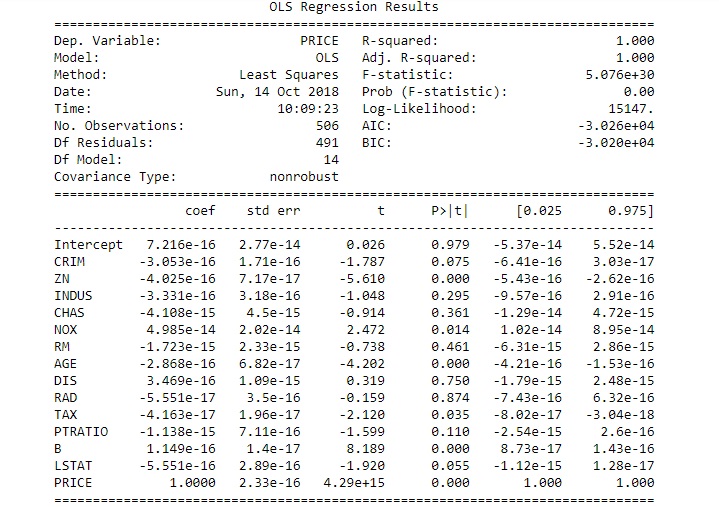 OLS Regression Results
Dep. Variable: PRICE R-squared: 1.000
Model: OLS Adj. R-squared: 1.000
Method: Least Squares F-statistic: 5.076e+30
Date: Sun, 14 Oct 2018 Prob (F-statistic): 0.00
Time: 10:09:23 Log-Likelihood: 15147.
No. Observations: 506 AIC: -3.026e+04
Df Residuals: 491 BIC: -3.020e+04
Df Model: 14
Covariance Type: nonrobust
coef std err t P>|t| [0.025 0.975]
Intercept 7.216e-16 2.77e-14 0.026 0.979 -5.37e-14 5.52e-14
CRIM -3.053e-16 1.71e-16 -1.787 0.075 -6.41e-16 3.03e-17
ZN -4.025e-16 7.17e-17 -5.610 0.000 -5.43e-16 -2.62e-16
INDUS -3.331e-16 3.18e-16 -1.048 0.295 -9.57e-16 2.91e-16
CHAS -4.108e-15 4.5e-15 -0.914 0.361 -1.29e-14 4.72e-15
NOX 4.985e-14 2.02e-14 2.472 0.014 1.02e-14 8.95e-14
RM -1.723e-15 2.33e-15 -0.738 0.461 -6.31e-15 2.86e-15
AGE -2.868e-16 6.82e-17 -4.202 0.000 -4.21e-16 -1.53e-16
DIS 3.469e-16 1.09e-15 0.319 0.750 -1.79e-15 2.48e-15
RAD -5.551e-17 3.5e-16 -0.159 0.874 -7.43e-16 6.32e-16
TAX -4.163e-17 1.96e-17 -2.120 0.035 -8.02e-17 -3.04e-18
PTRATIO -1.138e-15 7.11e-16 -1.599 0.110 -2.54e-15 2.6e-16
B 1.149e-16 1.4e-17 8.189 0.000 8.73e-17 1.43e-16
LSTAT -5.551e-16 2.89e-16 -1.920 0.055 -1.12e-15 1.28e-17
PRICE 1.0000 2.33e-16 4.29e+15 0.000 1.000 1.000